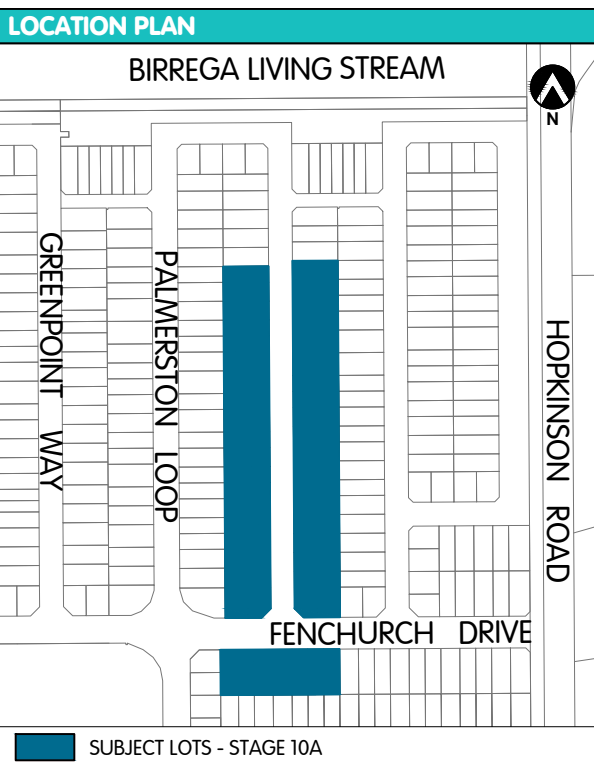 LOCATION PLAN
BIRREGA LIVING STREAM
N
GREENPOINT WAY
PALMERSTON LOOP
HOPKINSON ROAD
FENCHURCH DRIVE
SUBJECT LOTS - STAGE 10A